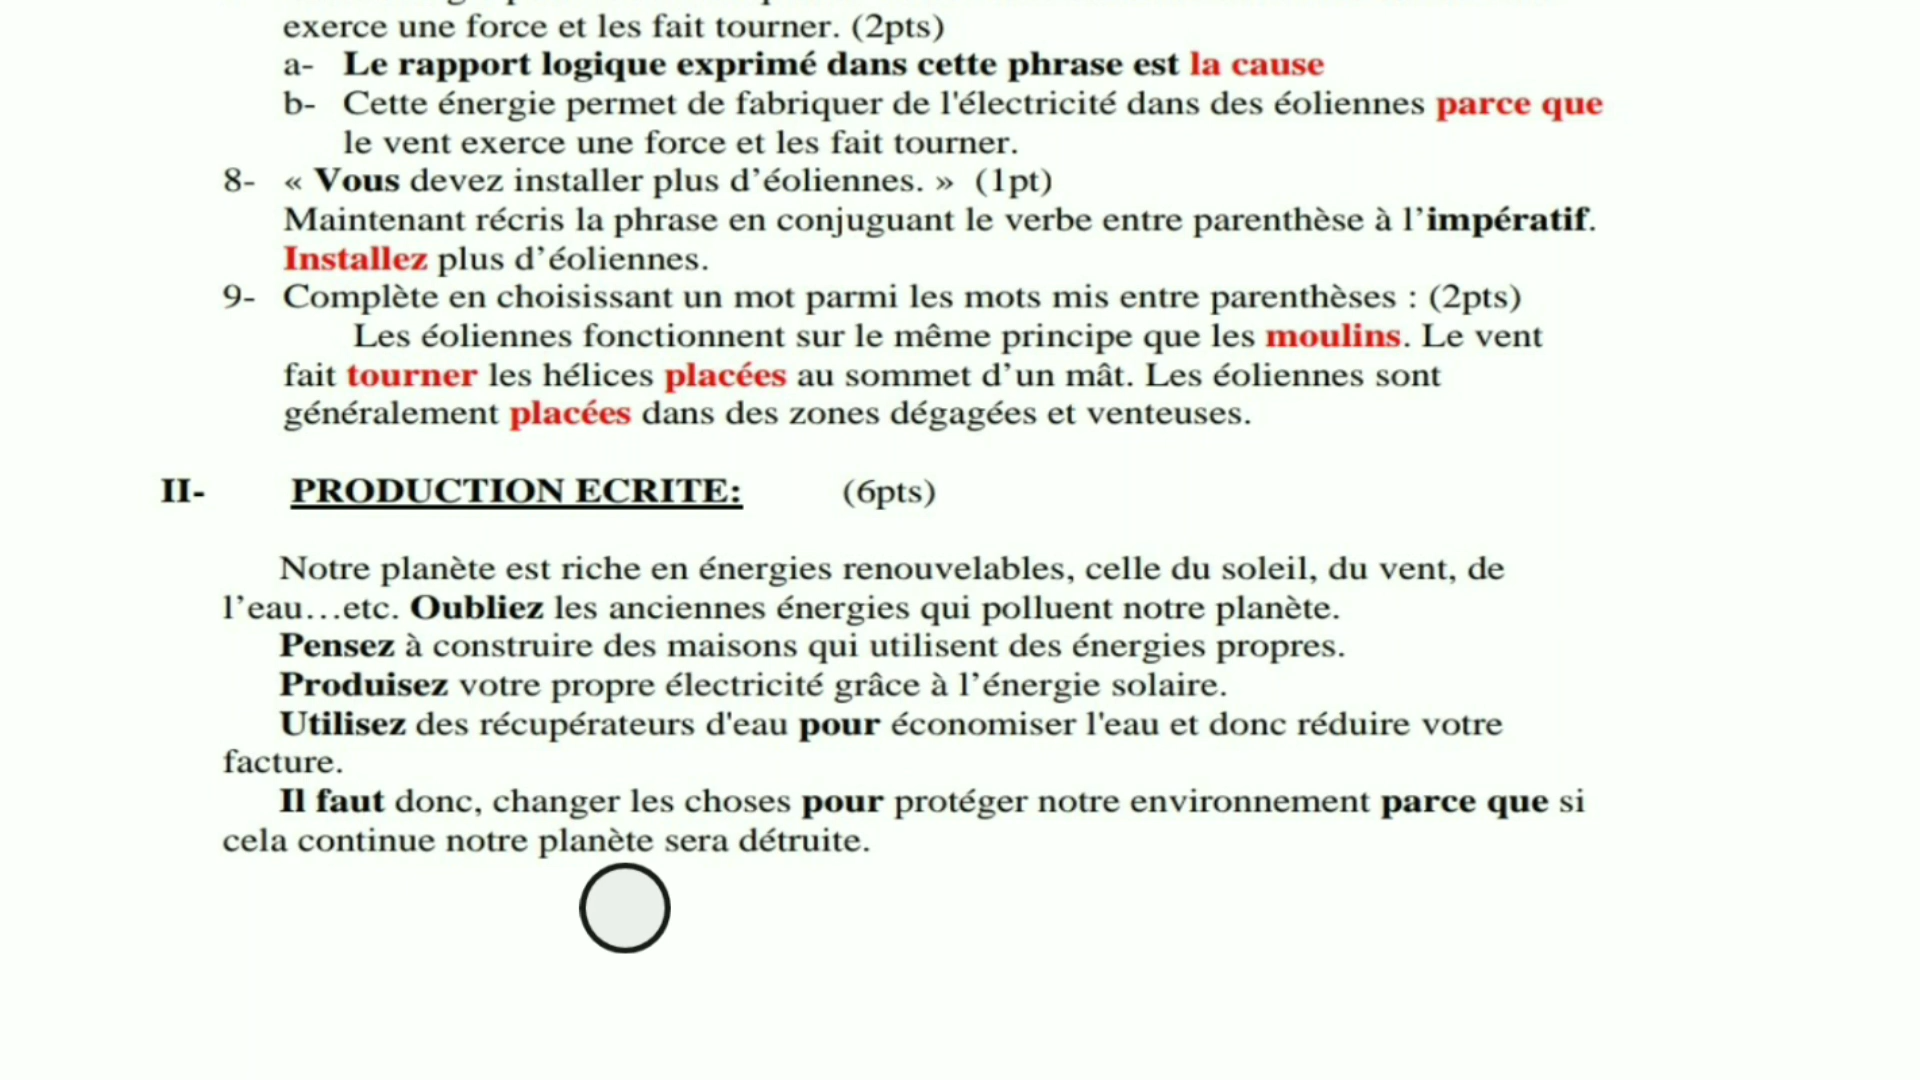 exerce une force et les fait tourner. (2pts)
a- Le rapport logique exprimé dans cette phrase est la cause
b- Cette énergie permet de fabriquer de l'électricité dans des éoliennes parce que
le vent exerce une force et les fait tourner.
8- « Vous devez installer plus d’éoliennes. » (1pt)
Maintenant récris la phrase en conjuguant le verbe entre parenthèse à l’impératif.
Installez plus d’éoliennes.
9- Complète en choisissant un mot parmi les mots mis entre parenthèses : (2pts)
Les éoliennes fonctionnent sur le même principe que les moulins. Le vent
fait tourner les hélices placées au sommet d’un mât. Les éoliennes sont
généralement placées dans des zones dégagées et venteuses.
II- PRODUCTION ECRITE: (6pts)
Notre planète est riche en énergies renouvelables, celle du soleil, du vent, de
l’eau…etc. Oubliez les anciennes énergies qui polluent notre planète.
Pensez à construire des maisons qui utilisent des énergies propres.
Produisez votre propre électricité grâce à l’énergie solaire.
Utilisez des récupérateurs d'eau pour économiser l'eau et donc réduire votre
facture.
Il faut donc, changer les choses pour protéger notre environnement parce que si
cela continue notre planète sera détruite.